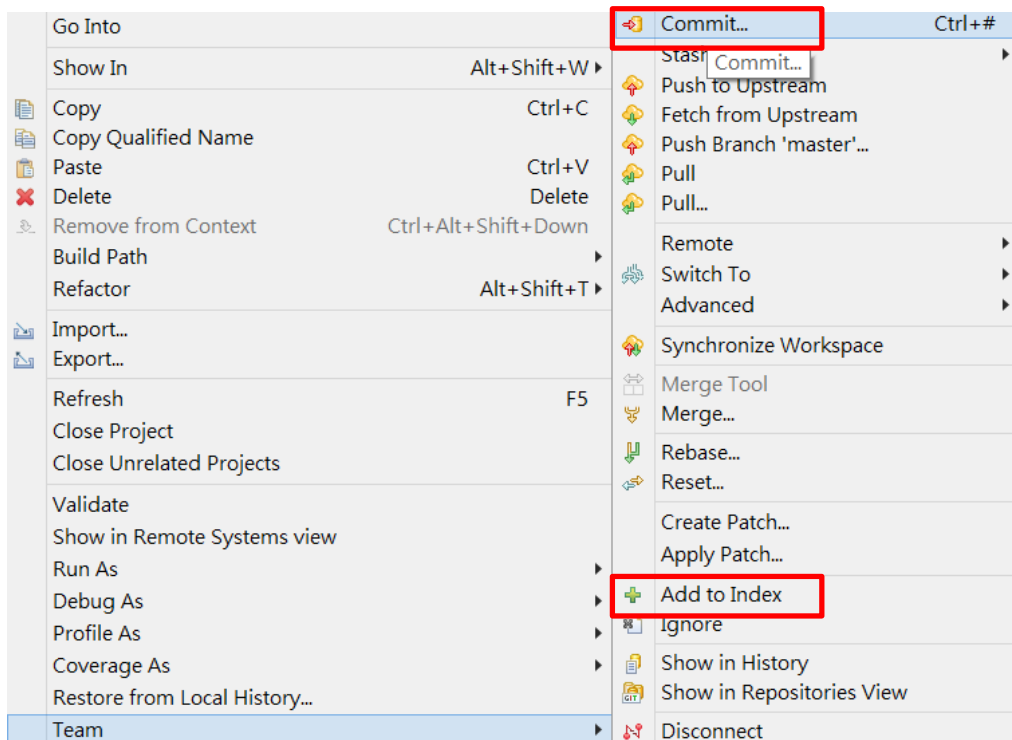 Go Into
Show In Alt+Shift+W
Copy Ctrl+C
Copy Qualified Name
Paste Ctrl+V
Delete Delete
Remove from Context Ctrl+Alt+Shift+Down
Build Path
Refactor Alt+Shift+T
Import...
Export...
Refresh F5
Close Project
Close Unrelated Projects
Validate
Show in Remote Systems view
Run As
Debug As
Profile As
Coverage As
Restore from Local History...
Team
Commit... Ctrl+#
Commit...
Push to Upstream
Fetch from Upstream
Push Branch 'master'...
Pull
Pull...
Remote
Switch To
Advanced
Synchronize Workspace
Merge Tool
Merge...
Rebase...
Reset...
Create Patch...
Apply Patch...
Add to Index
Ignore
Show in History
GIT
Show in Repositories View
Disconnect